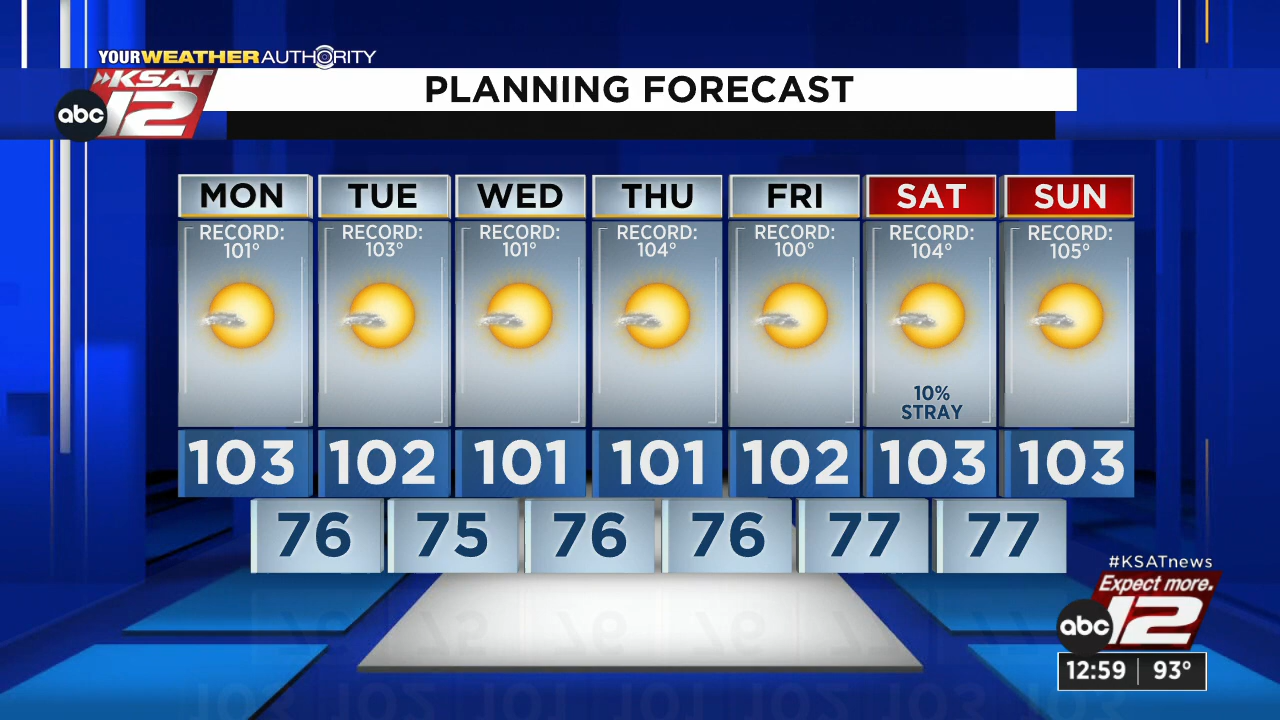 YOURWEATHERAUTHORITY
KSAT
abc 12
PLANNING FORECAST
MON TUE WED THU FRI SAT SUN
RECORD: RECORD: RECORD: RECORD: RECORD: RECORD: RECORD:
101° 103° 101° 104° 100° 104° 105°
10%
STRAY
103 102 101 101 102 103 103
76 75 76 76 77 77
#KSATnews
Expect more.
abc 12
12:59 93°